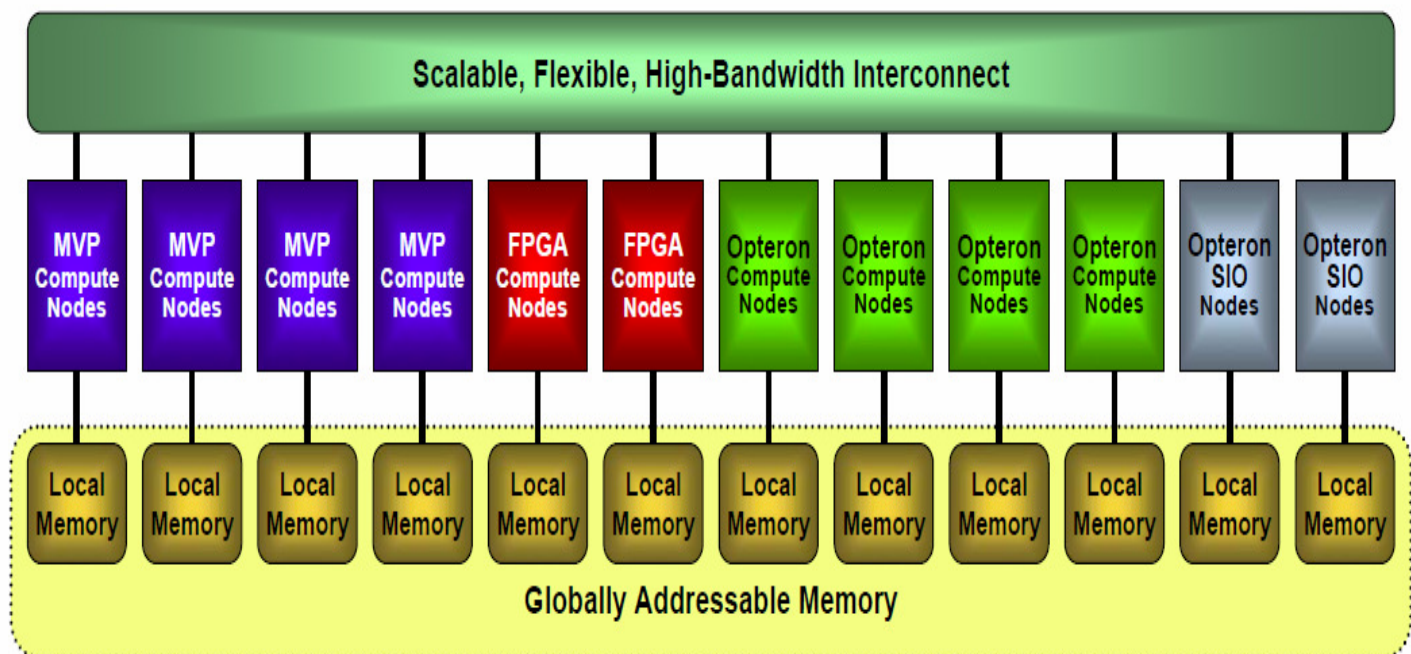 Scalable, Flexible, High-Bandwidth Interconnect
MVP
Compute
Nodes
MVP
Compute
Nodes
MVP
Compute
Nodes
MVP
Compute
Nodes
FPGA
Compute
Nodes
FPGA
Compute
Nodes
Opteron
Compute
Nodes
Opteron
Compute
Nodes
Opteron
Compute
Nodes
Opteron
Compute
Nodes
Opteron
SIO
Nodes
Opteron
SIO
Nodes
Local
Memory
Local
Memory
Local
Memory
Local
Memory
Local
Memory
Local
Memory
Local
Memory
Local
Memory
Local
Memory
Local
Memory
Local
Memory
Local
Memory
Globally Addressable Memory